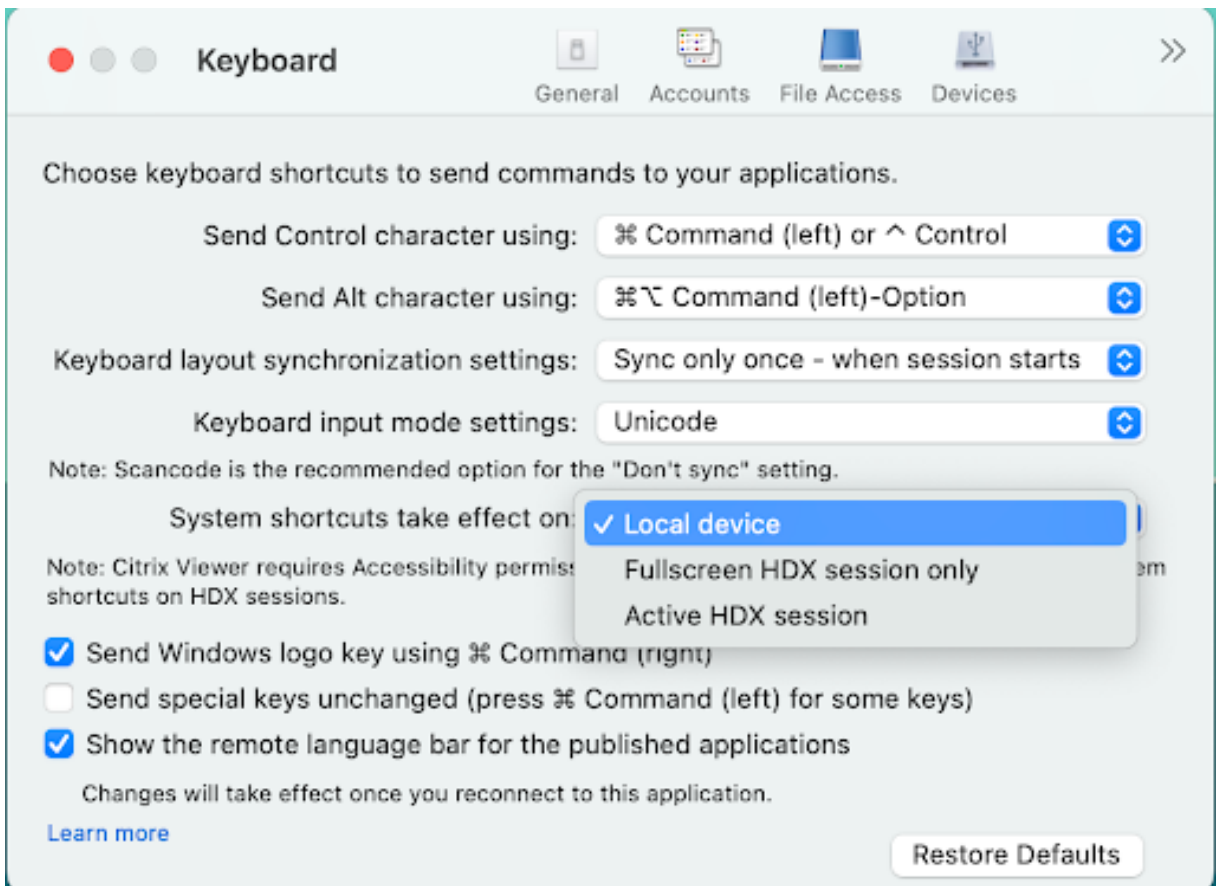 Keyboard
General Accounts File Access Devices
Choose keyboard shortcuts to send commands to your applications.
Send Control character using: ⌘ Command (left) or ^ Control
Send Alt character using: ⌘⌥ Command (left)-Option
Keyboard layout synchronization settings: Sync only once - when session starts
Keyboard input mode settings: Unicode
Note: Scancode is the recommended option for the "Don't sync" setting.
System shortcuts take effect on: ✓ Local device
Fullscreen HDX session only
Active HDX session
Note: Citrix Viewer requires Accessibility
shortcuts on HDX sessions.
Send Windows logo key using ⌘ Command (right)
Send special keys unchanged (press ⌘ Command (left) for some keys)
Show the remote language bar for the published applications
Changes will take effect once you reconnect to this application.
Learn more
Restore Defaults